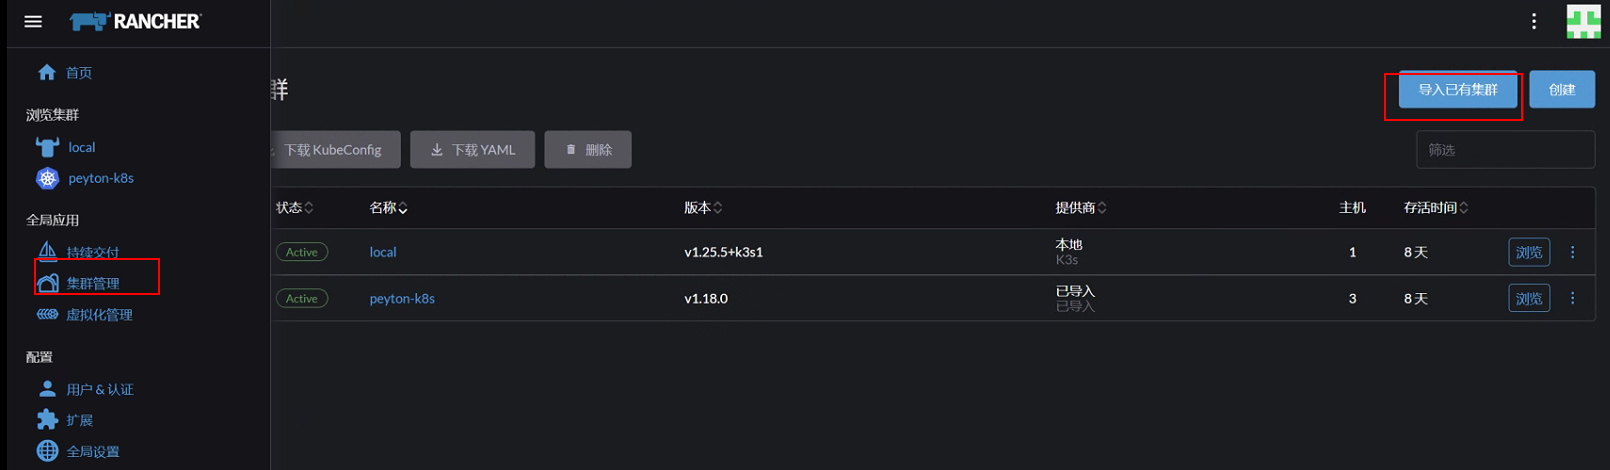 RANCHER
首页
浏览集群
local
peyton-k8s
全局应用
持续交付
集群管理
虚拟化管理
配置
用户 & 认证
扩展
全局设置
群
导入已有集群 创建
下载 KubeConfig 下载 YAML 删除
筛选
状态 名称 版本 提供商 主机 存活时间
Active local v1.25.5+k3s1 本地 1 8 天 浏览
K3s
Active peyton-k8s v1.18.0 已导入 3 8 天 浏览
已导入